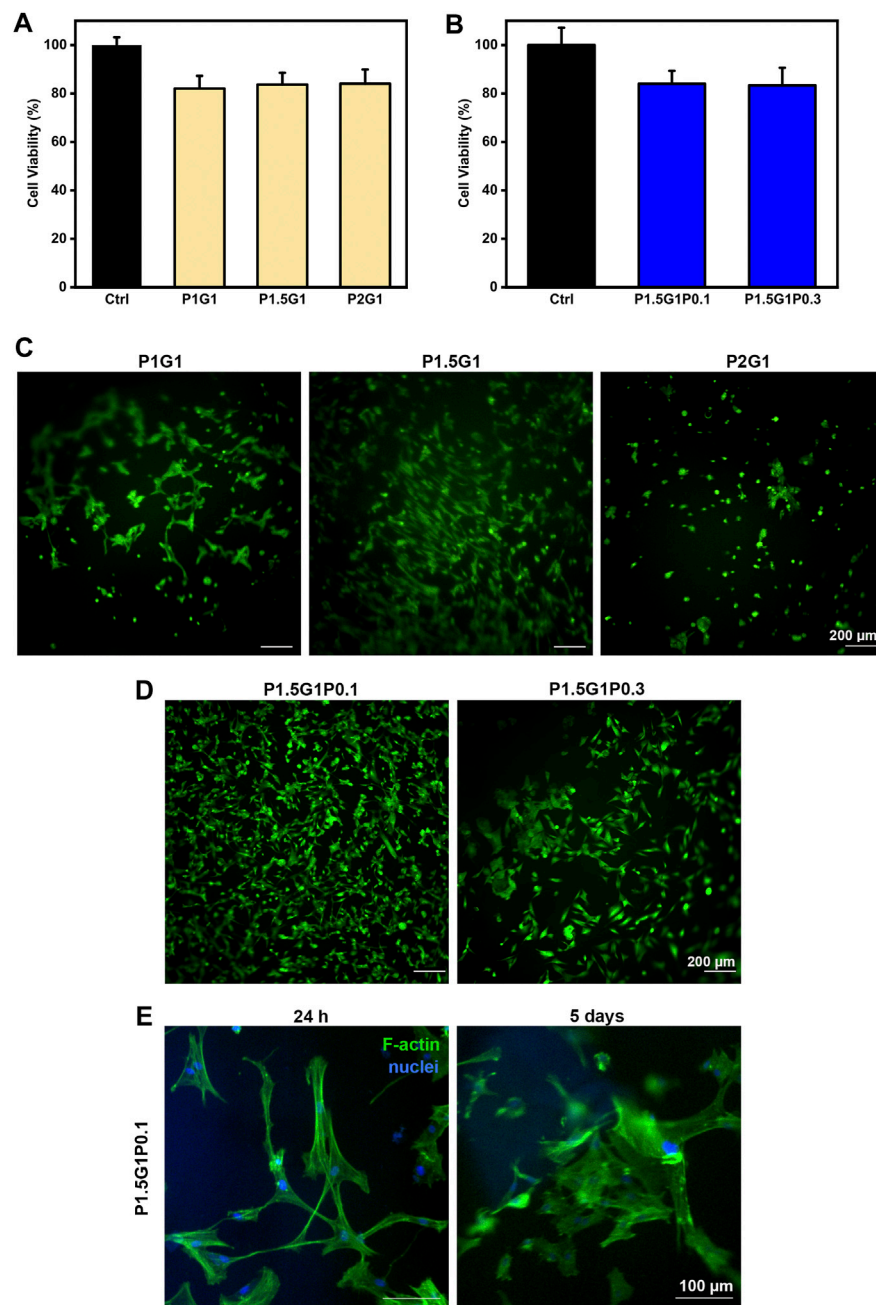 A
Cell Viability (%)
100
80
60
40
20
0
Ctrl P1G1 P1.5G1 P2G1
B
Cell Viability (%)
100
80
60
40
20
0
Ctrl P1.5G1P0.1 P1.5G1P0.3
C
P1G1 P1.5G1 P2G1
200 µm
D
P1.5G1P0.1 P1.5G1P0.3
200 µm
E
24 h 5 days
P1.5G1P0.1
F-actin
nuclei
100 µm